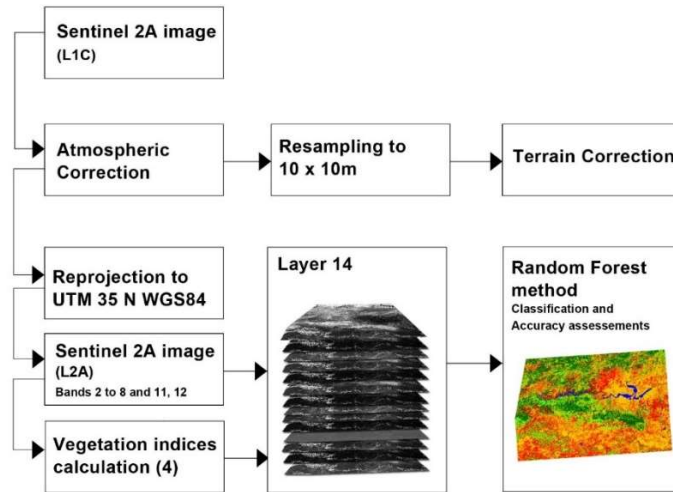 Sentinel 2A image
(L1C)
Atmospheric
Correction
Resampling to
10 x 10m
Terrain Correction
Reprojection to
UTM 35 N WGS84
Sentinel 2A image
(L2A)
Bands 2 to 8 and 11, 12
Vegetation indices
calculation (4)
Layer 14
Random Forest
method
Classification and
Accuracy assessements